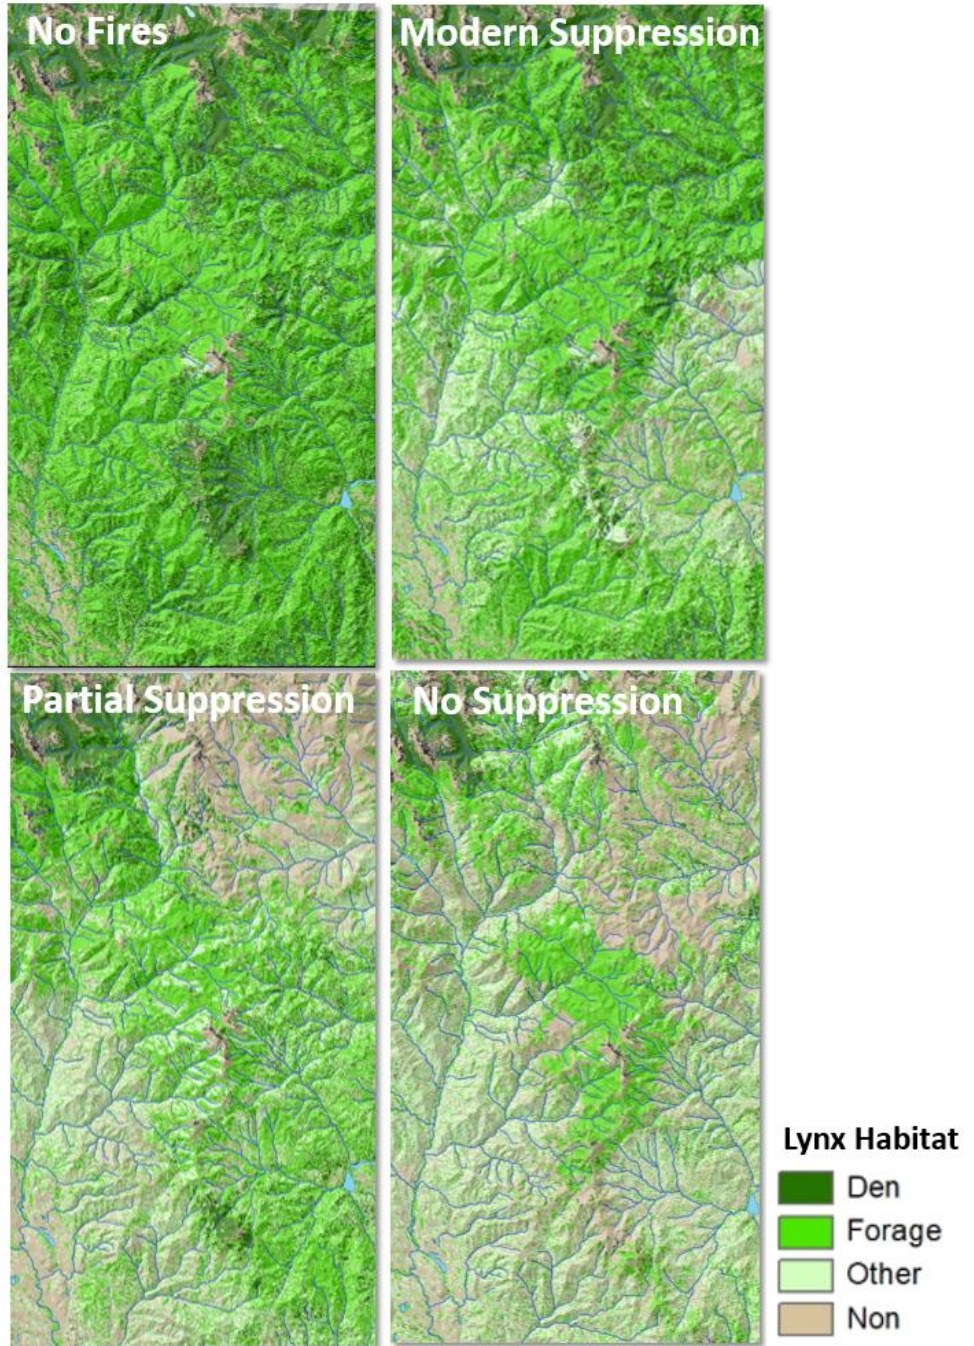 No Fires
Modern Suppression
Partial Suppression
No Suppression
Lynx Habitat
Den
Forage
Other
Non